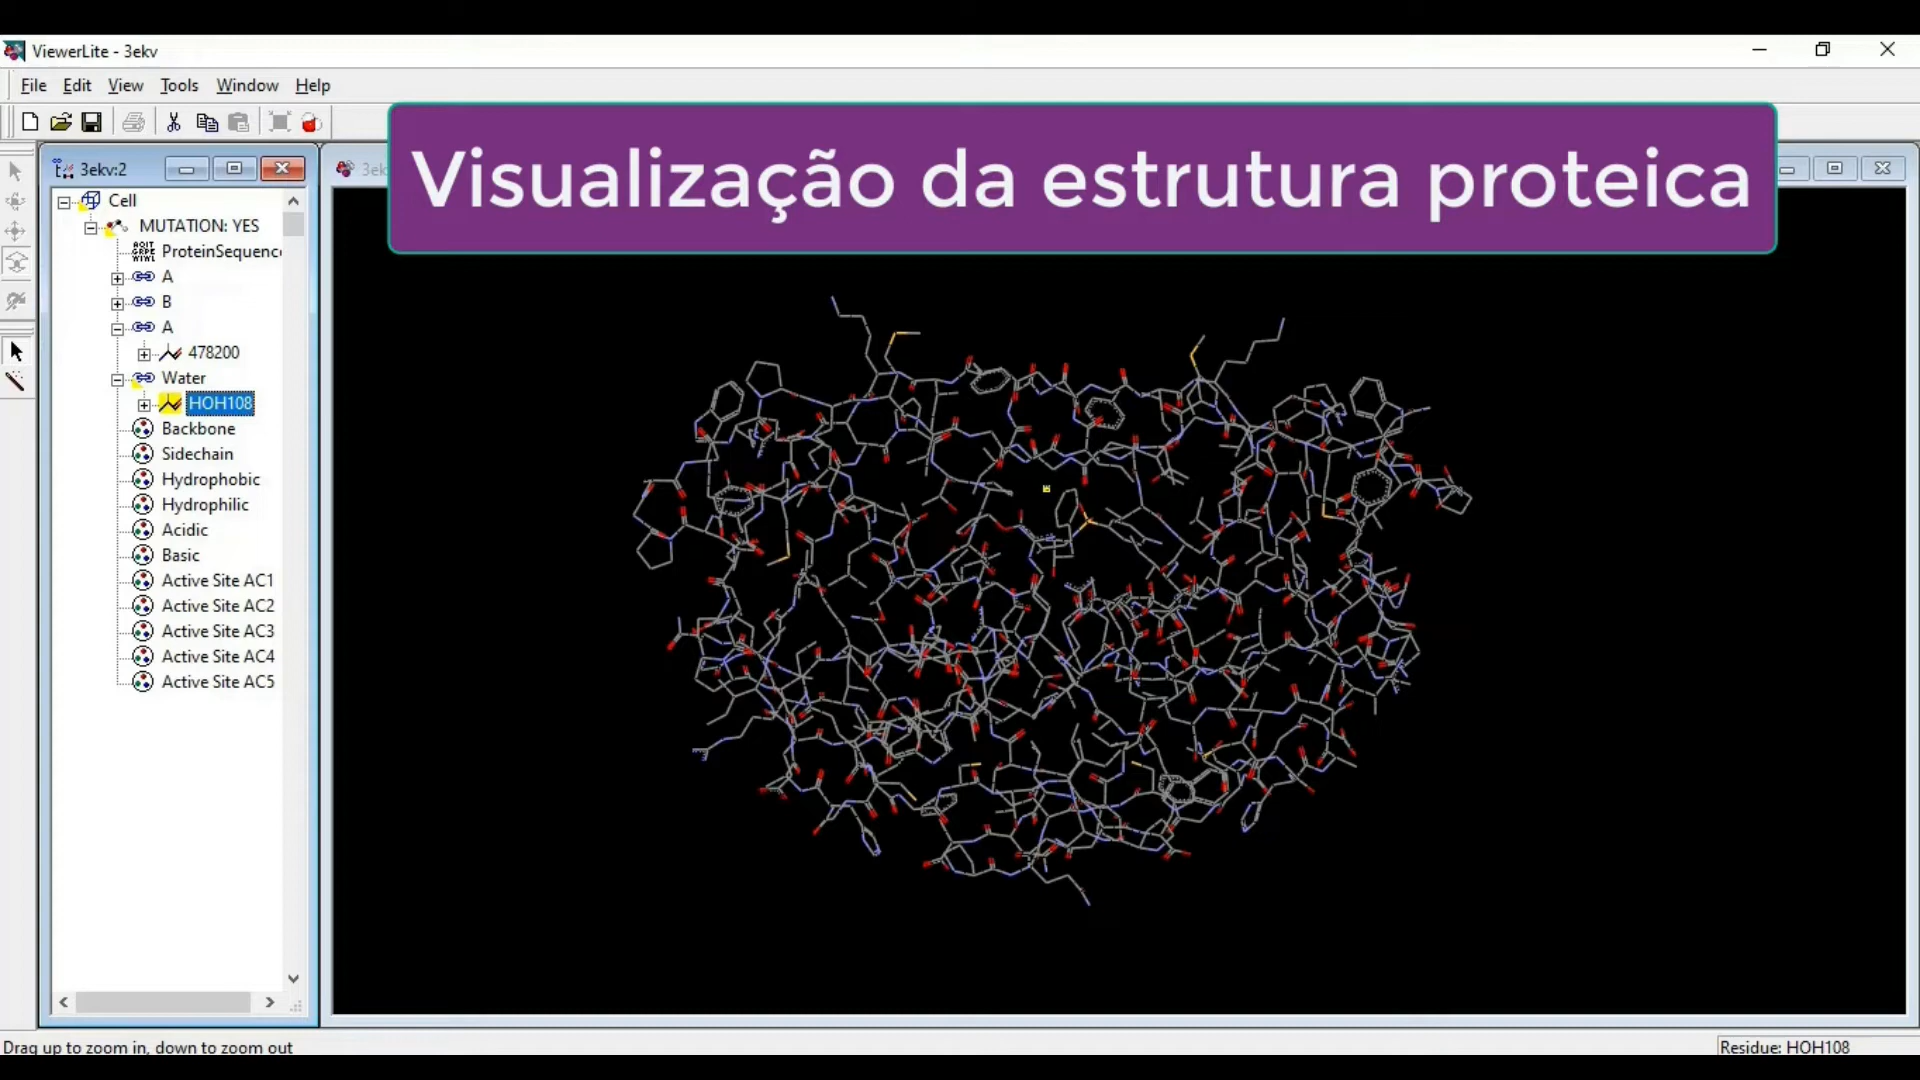 ViewerLite - 3ekv
File Edit View Tools Window Help
Visualização da estrutura proteica
3ekv:2
3ek
Cell
MUTATION: YES
ProteinSequenc
A
B
A
478200
Water
HOH108
Backbone
Sidechain
Hydrophobic
Hydrophilic
Acidic
Basic
Active Site AC1
Active Site AC2
Active Site AC3
Active Site AC4
Active Site AC5
Drag up to zoom in, down to zoom out
Residue: HOH108